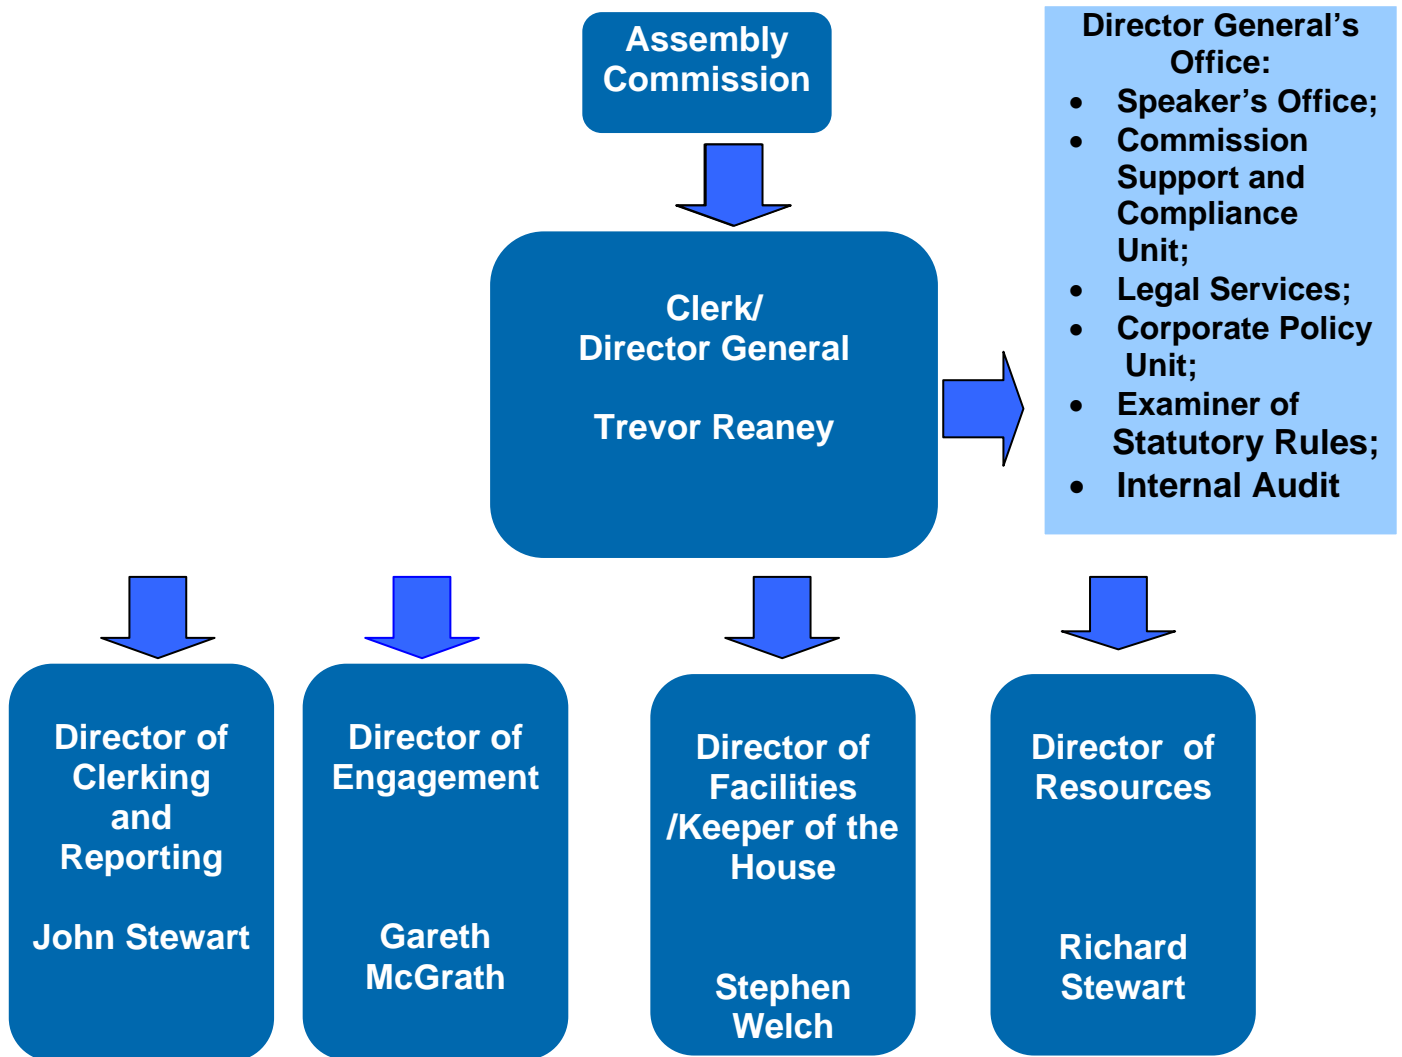 Assembly
Commission
Director General’s
Office:
• Speaker’s Office;
• Commission
Support and
Compliance
Unit;
• Legal Services;
• Corporate Policy
Unit;
• Examiner of
Statutory Rules;
• Internal Audit
Clerk/
Director General
Trevor Reaney
Director of
Clerking
and
Reporting
John Stewart
Director of
Engagement
Gareth
McGrath
Director of
Facilities
/Keeper of the
House
Stephen
Welch
Director of
Resources
Richard
Stewart